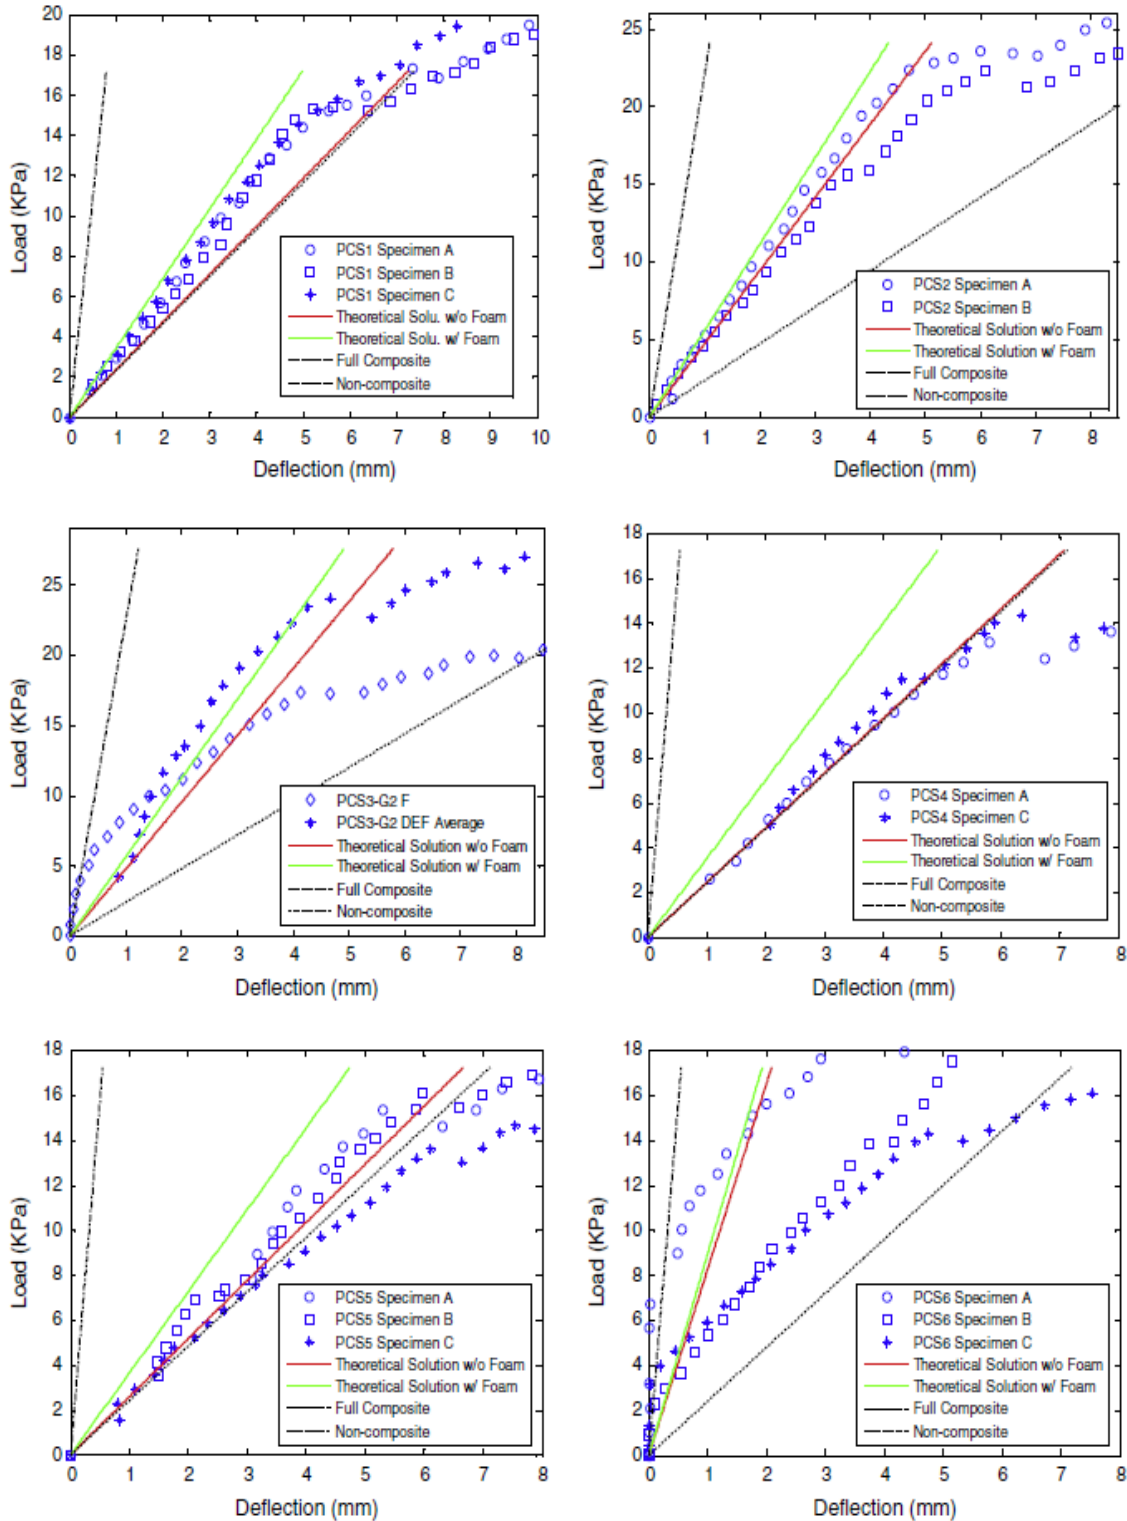 20
18
16
14
12
10
8
6
4
2
0
Load (KPa)
PCS1 Specimen A
PCS1 Specimen B
PCS1 Specimen C
Theoretical Solu. w/o Foam
Theoretical Solu. w/ Foam
Full Composite
Non-composite
0 1 2 3 4 5 6 7 8 9 10
Deflection (mm)
25
20
15
10
5
0
Load (KPa)
PCS2 Specimen A
PCS2 Specimen B
Theoretical Solution w/o Foam
Theoretical Solution w/ Foam
Full Composite
Non-composite
0 1 2 3 4 5 6 7 8
Deflection (mm)
25
20
15
10
5
0
Load (KPa)
PCS3-G2 F
PCS3-G2 DEF Average
Theoretical Solution w/o Foam
Theoretical Solution w/ Foam
Full Composite
Non-composite
0 1 2 3 4 5 6 7 8
Deflection (mm)
18
16
14
12
10
8
6
4
2
0
Load (KPa)
PCS4 Specimen A
PCS4 Specimen C
Theoretical Solution w/o Foam
Theoretical Solution w/ Foam
Full Composite
Non-composite
0 1 2 3 4 5 6 7 8
Deflection (mm)
18
16
14
12
10
8
6
4
2
0
Load (KPa)
PCS5 Specimen A
PCS5 Specimen B
PCS5 Specimen C
Theoretical Solution w/o Foam
Theoretical Solution w/ Foam
Full Composite
Non-composite
0 1 2 3 4 5 6 7 8
Deflection (mm)
18
16
14
12
10
8
6
4
2
0
Load (KPa)
PCS6 Specimen A
PCS6 Specimen B
PCS6 Specimen C
Theoretical Solution w/o Foam
Theoretical Solution w/ Foam
Full Composite
Non-composite
0 1 2 3 4 5 6 7 8
Deflection (mm)